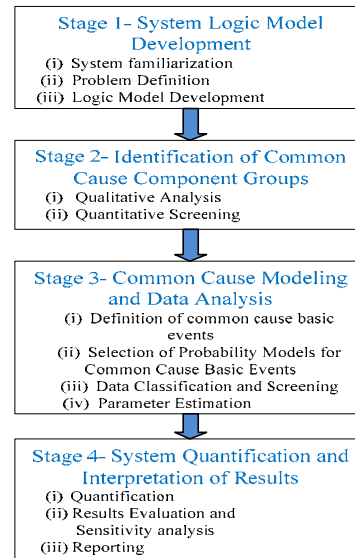 Stage 1- System Logic Model
Development
(i) System familiarization
(ii) Problem Definition
(iii) Logic Model Development
Stage 2- Identification of Common
Cause Component Groups
(i) Qualitative Analysis
(ii) Quantitative Screening
Stage 3- Common Cause Modeling
and Data Analysis
(i) Definition of common cause basic
events
(ii) Selection of Probability Models for
Common Cause Basic Events
(iii) Data Classification and Screening
(iv) Parameter Estimation
Stage 4- System Quantification and
Interpretation of Results
(i) Quantification
(ii) Results Evaluation and
Sensitivity analysis
(iii) Reporting